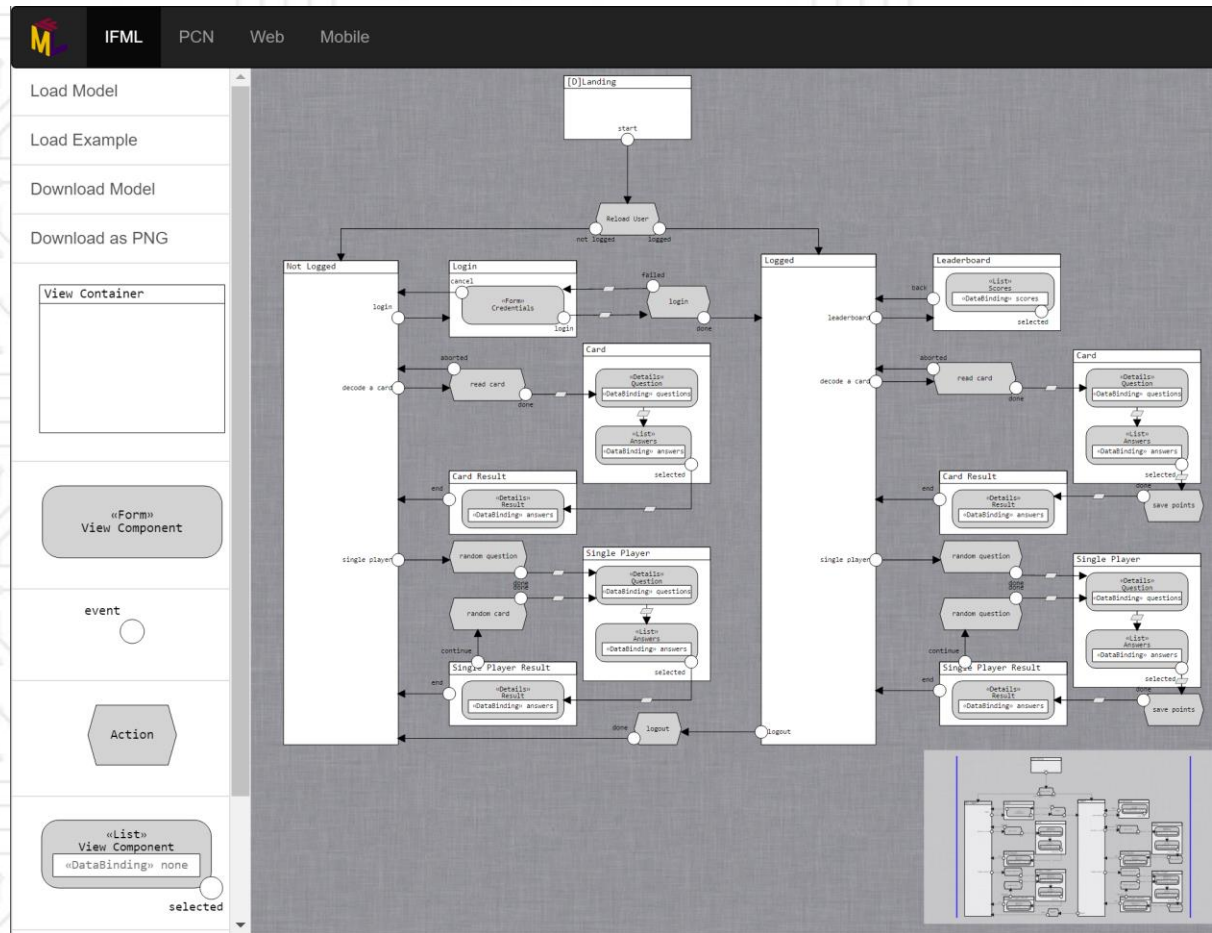 IFML PCN Web Mobile
Load Model
Load Example
Download Model
Download as PNG
View Container
«Form»
View Component
event
Action
«List»
View Component
«DataBinding» none
selected
[D]Landing
start
Reload User
not logged
logged
Not Logged
login
decode a card
single player
Login
cancel
«Form»
Credentials
login
failed
login
done
aborted
read card
done
Card
«Details»
Question
«DataBinding» questions
«List»
Answers
«DataBinding» answers
selected
Card Result
end
«Details»
Result
«DataBinding» answers
random question
done
done
random card
continue
Single Player
«Details»
Question
«DataBinding» questions
«List»
Answers
«DataBinding» answers
selected
Single Player Result
end
«Details»
Result
«DataBinding» answers
done
logout
Logged
leaderboard
decode a card
single player
logout
Leaderboard
back
«List»
Scores
«DataBinding» scores
selected
aborted
read card
done
Card
«Details»
Question
«DataBinding» questions
«List»
Answers
«DataBinding» answers
selected
done
save points
Card Result
end
«Details»
Result
«DataBinding» answers
random question
done
done
random question
continue
Single Player
«Details»
Question
«DataBinding» questions
«List»
Answers
«DataBinding» answers
selected
done
save points
Single Player Result
end
«Details»
Result
«DataBinding» answers